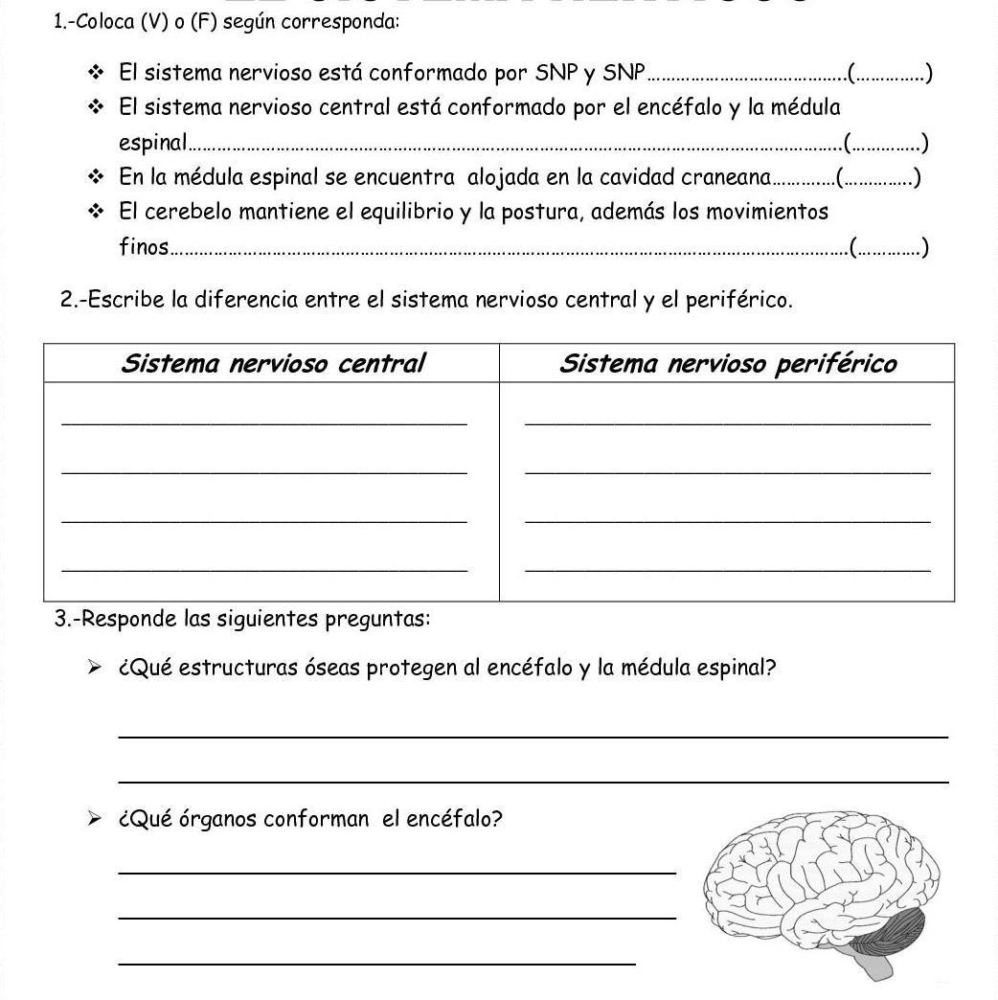 1.-Coloca (V) o (F) según corresponda:
❖ El sistema nervioso está conformado por SNP y SNP..........................................(..............)
❖ El sistema nervioso central está conformado por el encéfalo y la médula
espinal..........................................................................................................................................(..............)
❖ En la médula espinal se encuentra alojada en la cavidad craneana.............(..............)
❖ El cerebelo mantiene el equilibrio y la postura, además los movimientos
finos...............................................................................................................................................(..............)
2.-Escribe la diferencia entre el sistema nervioso central y el periférico.
Sistema nervioso central Sistema nervioso periférico
3.-Responde las siguientes preguntas:
➢ ¿Qué estructuras óseas protegen al encéfalo y la médula espinal?
➢ ¿Qué órganos conforman el encéfalo?